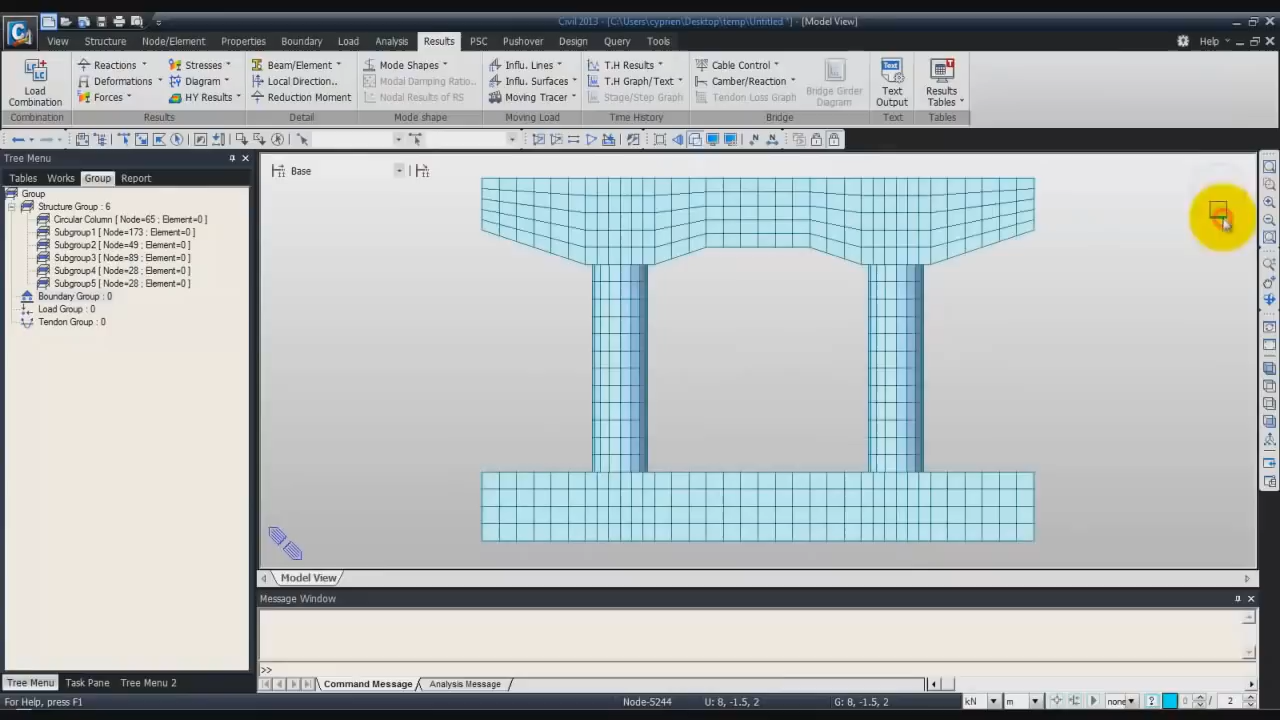 Civil 2013 - [C:\Users\cyprien\Desktop\temp\Untitled *] - [Model View]
View Structure Node/Element Properties Boundary Load Analysis Results PSC Pushover Design Query Tools Help
Load Combination
Combination
Reactions Stresses
Deformations Diagram
Forces HY Results
Results
Beam/Element
Local Direction..
Reduction Moment
Detail
Mode Shapes
Modal Damping Ratio..
Nodal Results of RS
Mode shape
Influ. Lines
Influ. Surfaces
Moving Tracer
Moving Load
T.H Results
T.H Graph/Text
Stage/Step Graph
Time History
Cable Control
Camber/Reaction
Tendon Loss Graph
Bridge Girder Diagram
Bridge
Text
Text Output
Text
Results Tables
Tables
Tree Menu
Tables Works Group Report
Group
Structure Group : 6
Circular Column [ Node=65 ; Element=0 ]
Subgroup1 [ Node=173 ; Element=0 ]
Subgroup2 [ Node=49 ; Element=0 ]
Subgroup3 [ Node=89 ; Element=0 ]
Subgroup4 [ Node=28 ; Element=0 ]
Subgroup5 [ Node=28 ; Element=0 ]
Boundary Group : 0
Load Group : 0
Tendon Group : 0
Base
Model View
Message Window
>>
Command Message Analysis Message
Tree Menu Task Pane Tree Menu 2
For Help, press F1
Node-5244 U: 8, -1.5, 2 G: 8, -1.5, 2 kN m none ? 0 / 2